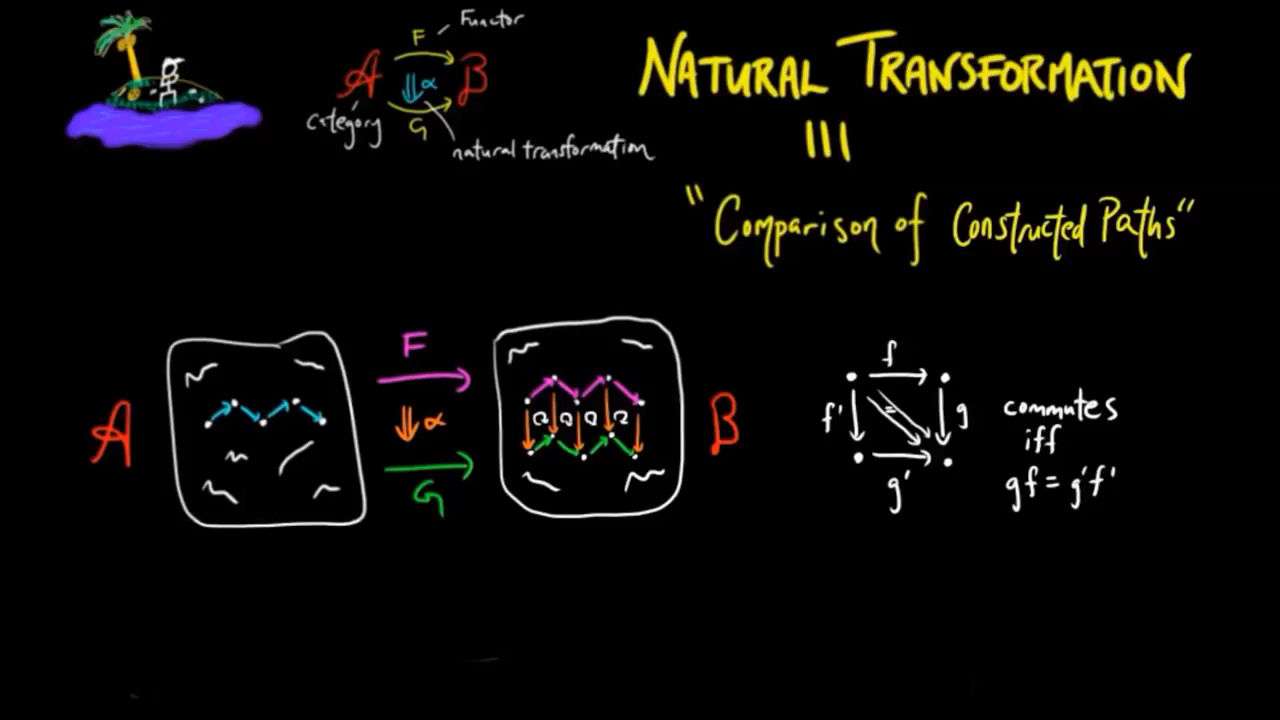 F Functor
A ⇓α B
category G
natural transformation
NATURAL TRANSFORMATION
≡
"Comparison of Constructed Paths"
F
A ⇓α B
G
f
f' = g
g'
commutes
iff
gf = g'f'